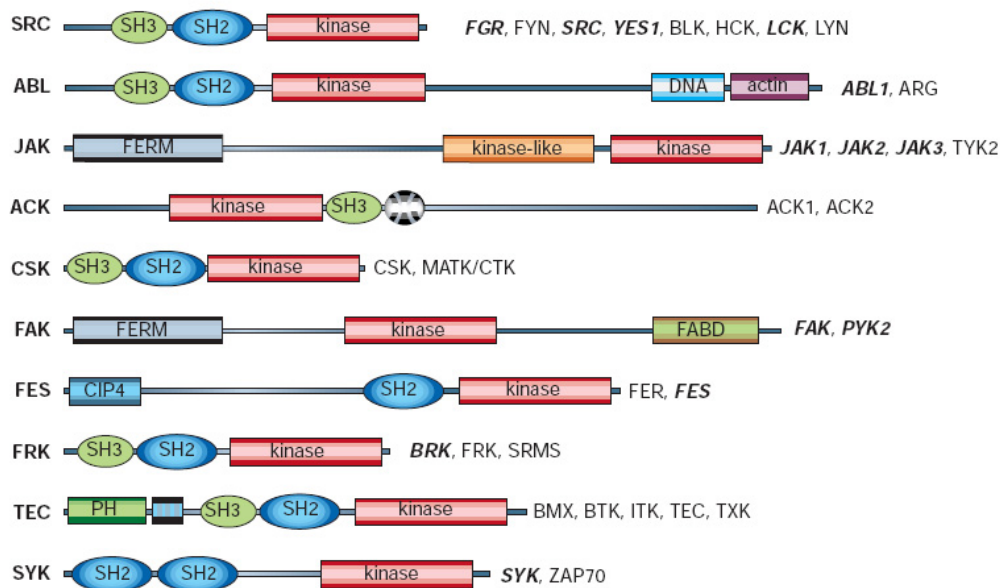 SRC SH3 SH2 kinase FGR, FYN, SRC, YES1, BLK, HCK, LCK, LYN
ABL SH3 SH2 kinase DNA actin ABL1, ARG
JAK FERM kinase-like kinase JAK1, JAK2, JAK3, TYK2
ACK kinase SH3 ACK1, ACK2
CSK SH3 SH2 kinase CSK, MATK/CTK
FAK FERM kinase FABD FAK, PYK2
FES CIP4 SH2 kinase FER, FES
FRK SH3 SH2 kinase BRK, FRK, SRMS
TEC PH SH3 SH2 kinase BMX, BTK, ITK, TEC, TXK
SYK SH2 SH2 kinase SYK, ZAP70